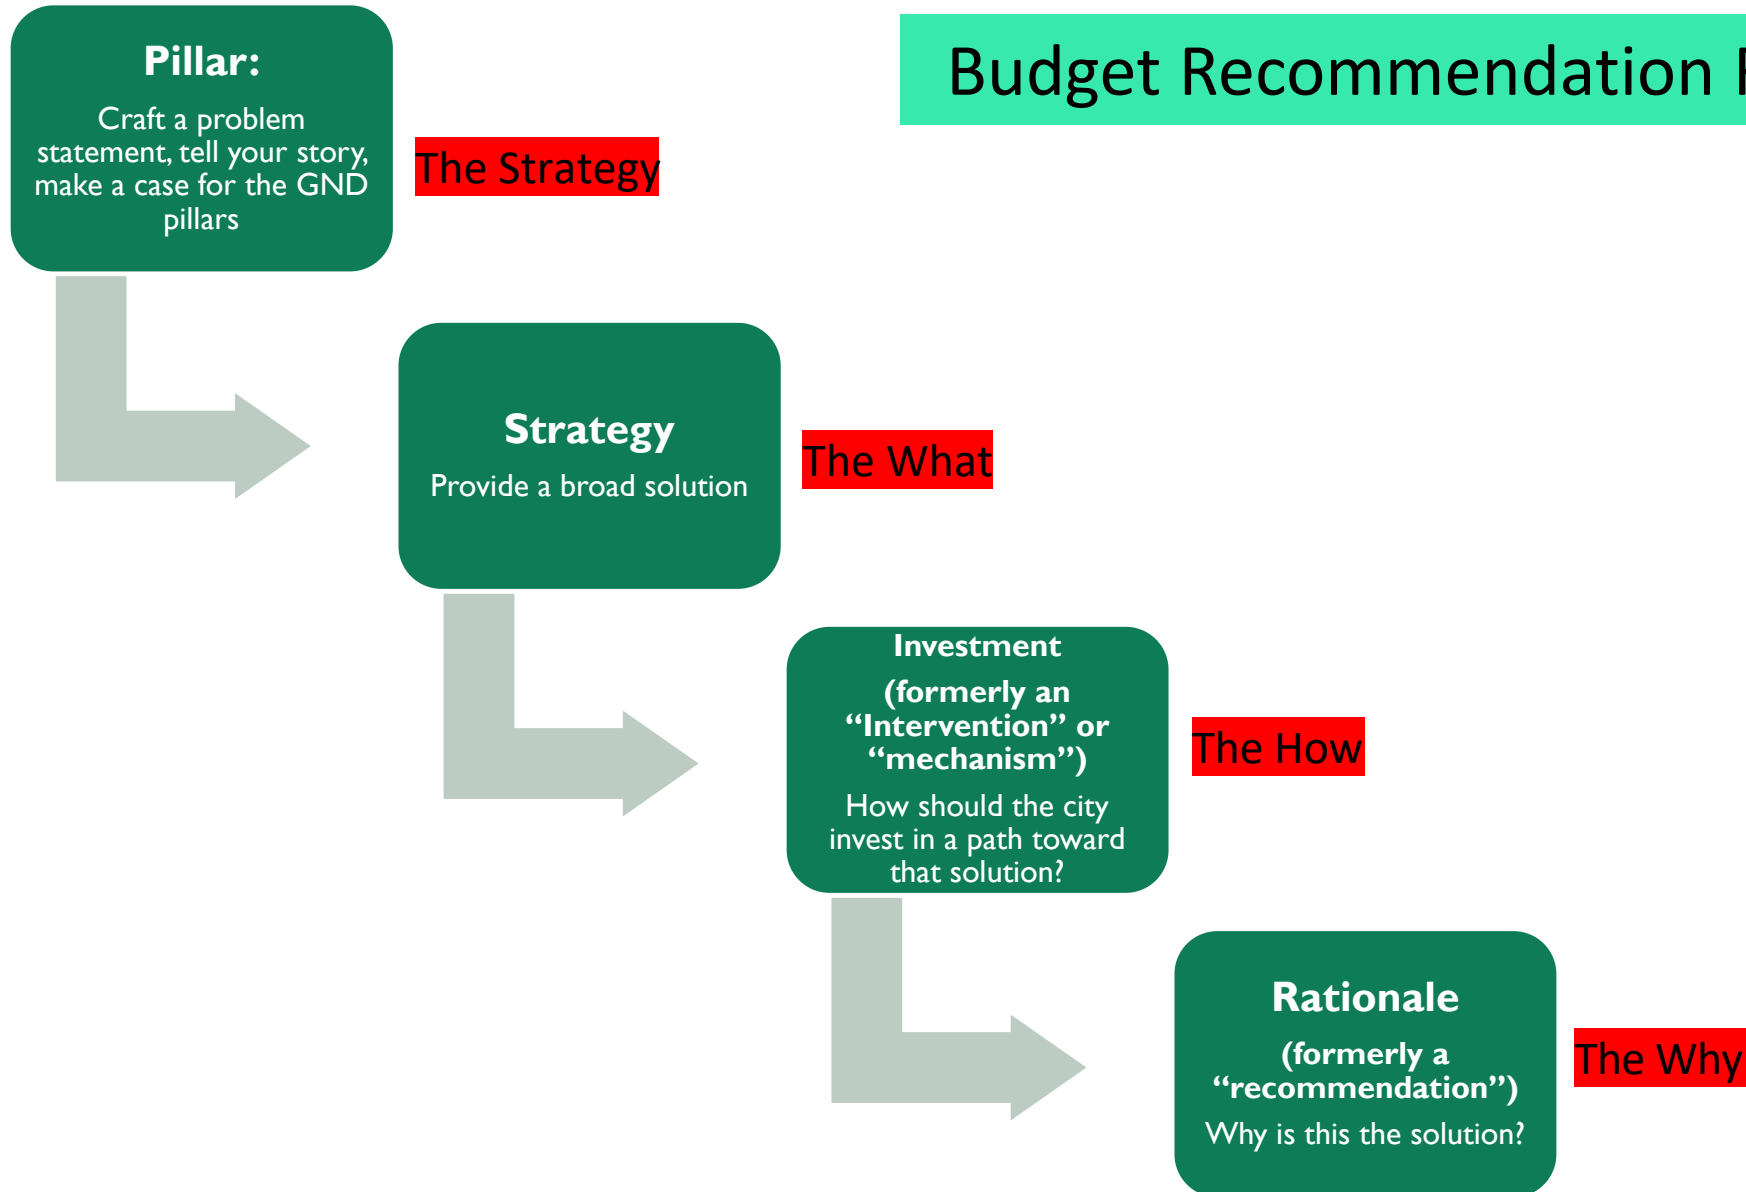 Budget Recommendation
Pillar:
Craft a problem
statement, tell your story,
make a case for the GND
pillars
The Strategy
Strategy
Provide a broad solution
The What
Investment
(formerly an
“Intervention” or
“mechanism”)
How should the city
invest in a path toward
that solution?
The How
Rationale
(formerly a
“recommendation”)
Why is this the solution?
The Why